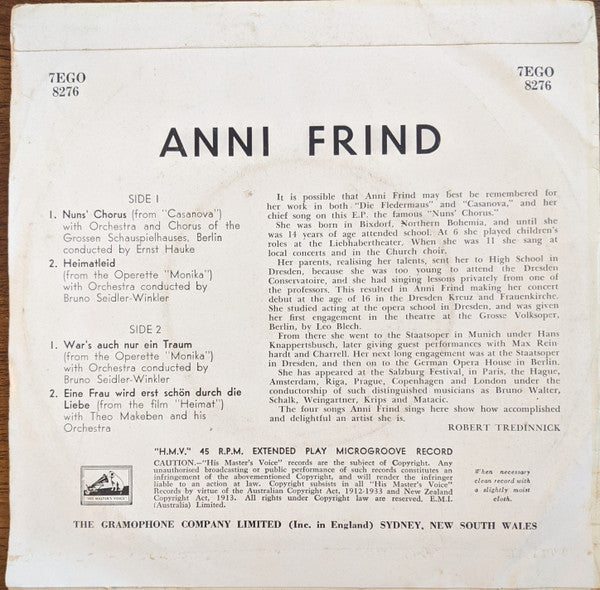 7EGO
8276
7EGO
8276
ANNI FRIND
SIDE 1
1. Nuns' Chorus (from "Casanova")
with Orchestra and Chorus of the
Grossen Schauspielhauses, Berlin
conducted by Ernst Hauke
2. Heimatleid
(from the Operette "Monika")
with Orchestra conducted by
Bruno Seidler-Winkler
SIDE 2
1. War's auch nur ein Traum
(from the Operette "Monika")
with Orchestra conducted by
Bruno Seidler-Winkler
2. Eine Frau wird erst schön durch die
Liebe (from the film "Heimat")
with Theo Makeben and his
Orchestra
It is possible that Anni Frind may best be remembered for
her work in both "Die Fledermaus" and "Casanova," and her
chief song on this E.P. the famous "Nuns' Chorus."
She was born in Bixdorf, Northern Bohemia, and until she
was 14 years of age attended school. At 6 she played children's
roles at the Liebhabertheater. When she was 11 she sang at
local concerts and in the Church choir.
Her parents, realising her talents, sent her to High School in
Dresden, because she was too young to attend the Dresden
Conservatoire, and she had singing lessons privately from one of
the professors. This resulted in Anni Frind making her concert
debut at the age of 16 in the Dresden Kreuz and Frauenkirche.
She studied acting at the opera school in Dresden, and was given
her first engagement in the theatre at the Grosse Volksoper,
Berlin, by Leo Blech.
From there she went to the Staatsoper in Munich under Hans
Knappertsbusch, later giving guest performances with Max Rein-
hardt and Charrell. Her next long engagement was at the Staatsoper
in Dresden, and then on to the German Opera House in Berlin.
She has appeared at the Salzburg Festival, in Paris, the Hague,
Amsterdam, Riga, Prague, Copenhagen and London under the
conductorship of such distinguished musicians as Bruno Walter,
Schalk, Weingartner, Krips and Matacic.
The four songs Anni Frind sings here show how accomplished
and delightful an artist she is.
ROBERT TREDINNICK
"H.M.V." 45 R.P.M. EXTENDED PLAY MICROGROOVE RECORD
CAUTION.—"His Master's Voice" records are the subject of Copyright. Any
unauthorised broadcasting or public performance of such records constitutes an
infringement of the abovementioned Copyright, and will render the infringer
liable to an action at law. Copyright subsists in all "His Master's Voice"
Records by virtue of the Australian Copyright Act. 1912-1933 and New Zealand
Copyright Act, 1913. All rights under Copyright law are reserved. E.M.I.
(Australia) Limited.
"HIS MASTER'S VOICE"
When necessary
clean record with
a slightly moist
cloth.
THE GRAMOPHONE COMPANY LIMITED (Inc. in England) SYDNEY, NEW SOUTH WALES